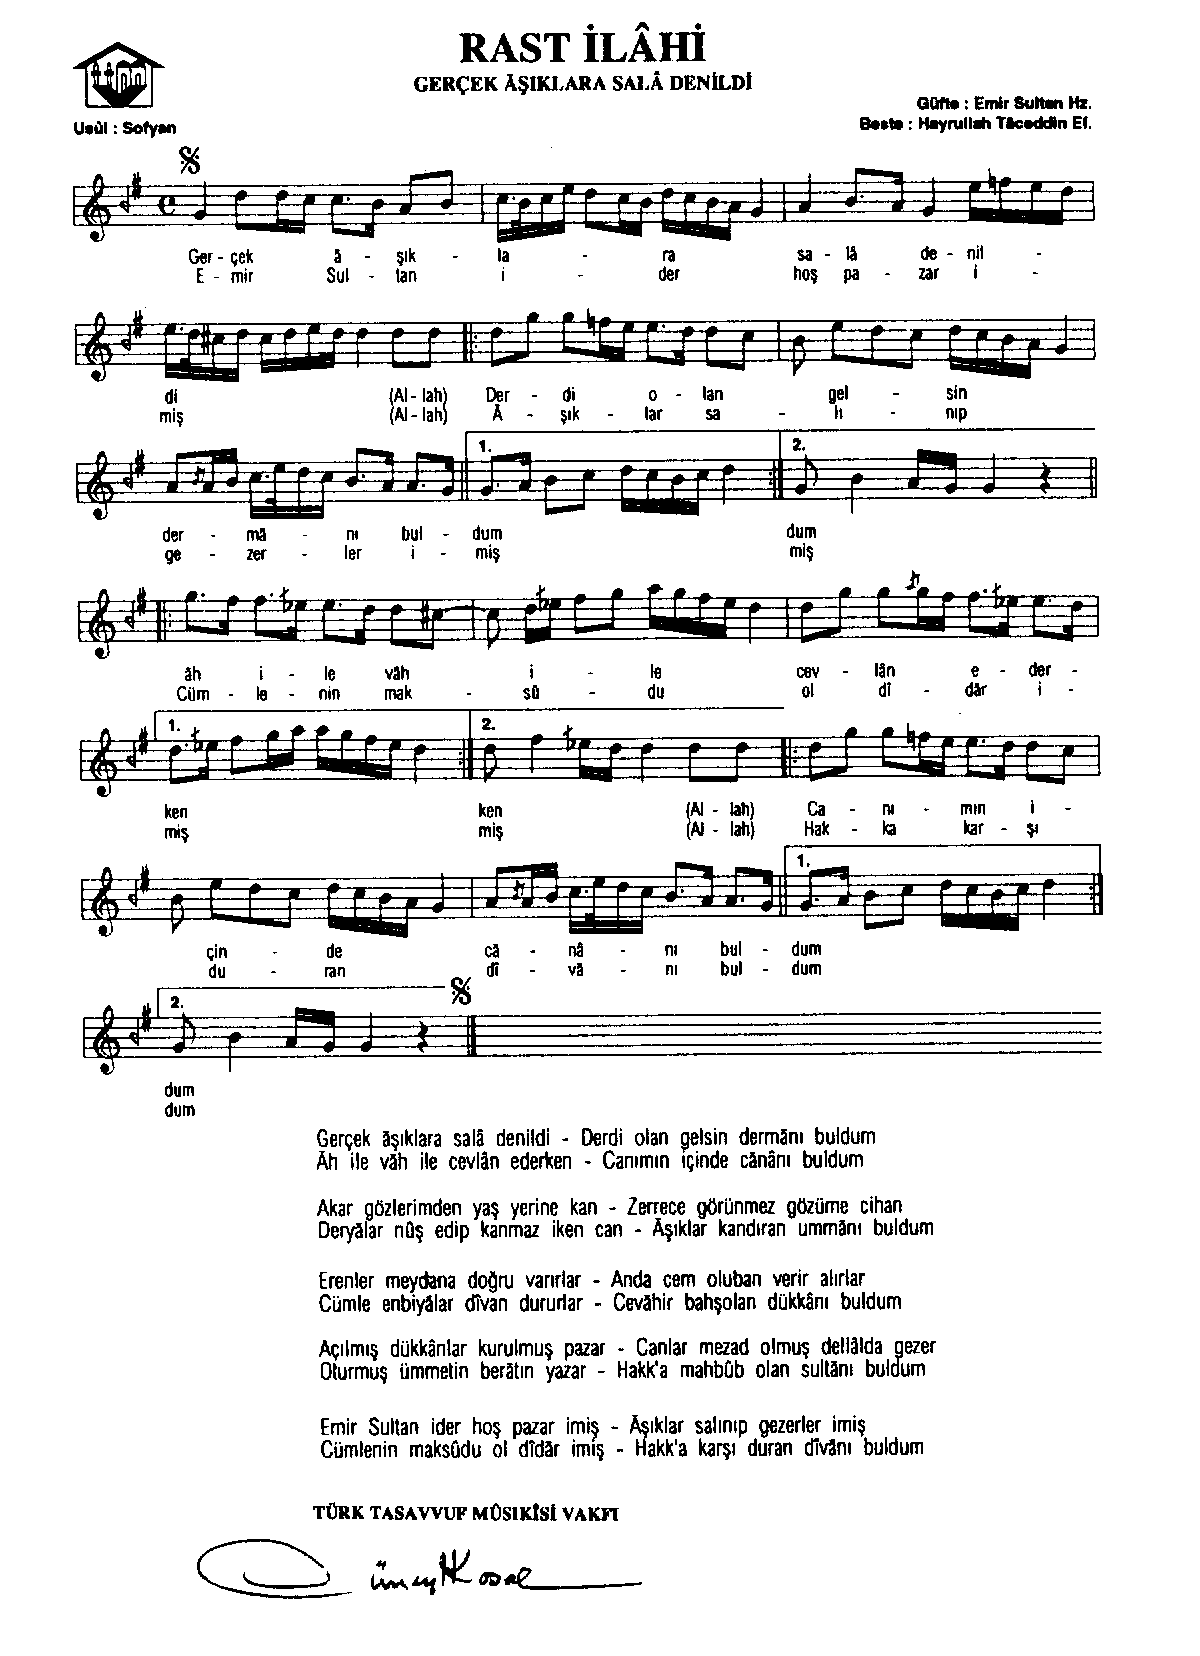 RAST İLÂHİ
GERÇEK ÂŞIKLARA SALÂ DENİLDİ
Güfte : Emir Sultan Hz.
Usûl : Sofyan
Beste : Hayrullah Tâceddin Ef.
Ger - çek â - şık - la - ra sa - lâ de - nil -
E - mir Sul - tan i - der hoş pa - zar i -
di (Al - lah) Der - di o - lan gel - sin
miş (Al - lah) Â - şık - lar sa - lı - nıp
1. 2.
der - mâ - nı bul - dum dum
ge - zer - ler i - miş miş
âh i - le vâh i - le cev - lân e - der -
Cüm - le - nin mak - sû - du ol dî - dâr i -
1. 2.
ken ken (Al - lah) Ca - nı - mın i -
miş miş (Al - lah) Hak - ka kar - şı
1.
çin - de câ - nâ - nı bul - dum
du - ran dî - vâ - nı bul - dum
2.
dum
dum
Gerçek âşıklara salâ denildi - Derdi olan gelsin dermânı buldum
Âh ile vâh ile cevlân ederken - Canımın içinde cânânı buldum
Akar gözlerimden yaş yerine kan - Zerrece görünmez gözüme cihan
Deryâlar nûş edip kanmaz iken can - Âşıklar kandıran ummânı buldum
Erenler meydana doğru varırlar - Anda cem oluban verir alırlar
Cümle enbiyâlar dîvan dururlar - Cevâhir bahşolan dükkânı buldum
Açılmış dükkânlar kurulmuş pazar - Canlar mezad olmuş dellâlda gezer
Oturmuş ümmetin berâtın yazar - Hakk'a mahbûb olan sultânı buldum
Emir Sultan ider hoş pazar imiş - Âşıklar salınıp gezerler imiş
Cümlenin maksûdu ol dîdâr imiş - Hakk'a karşı duran dîvânı buldum
TÜRK TASAVVUF MÛSIKÎSİ VAKFI